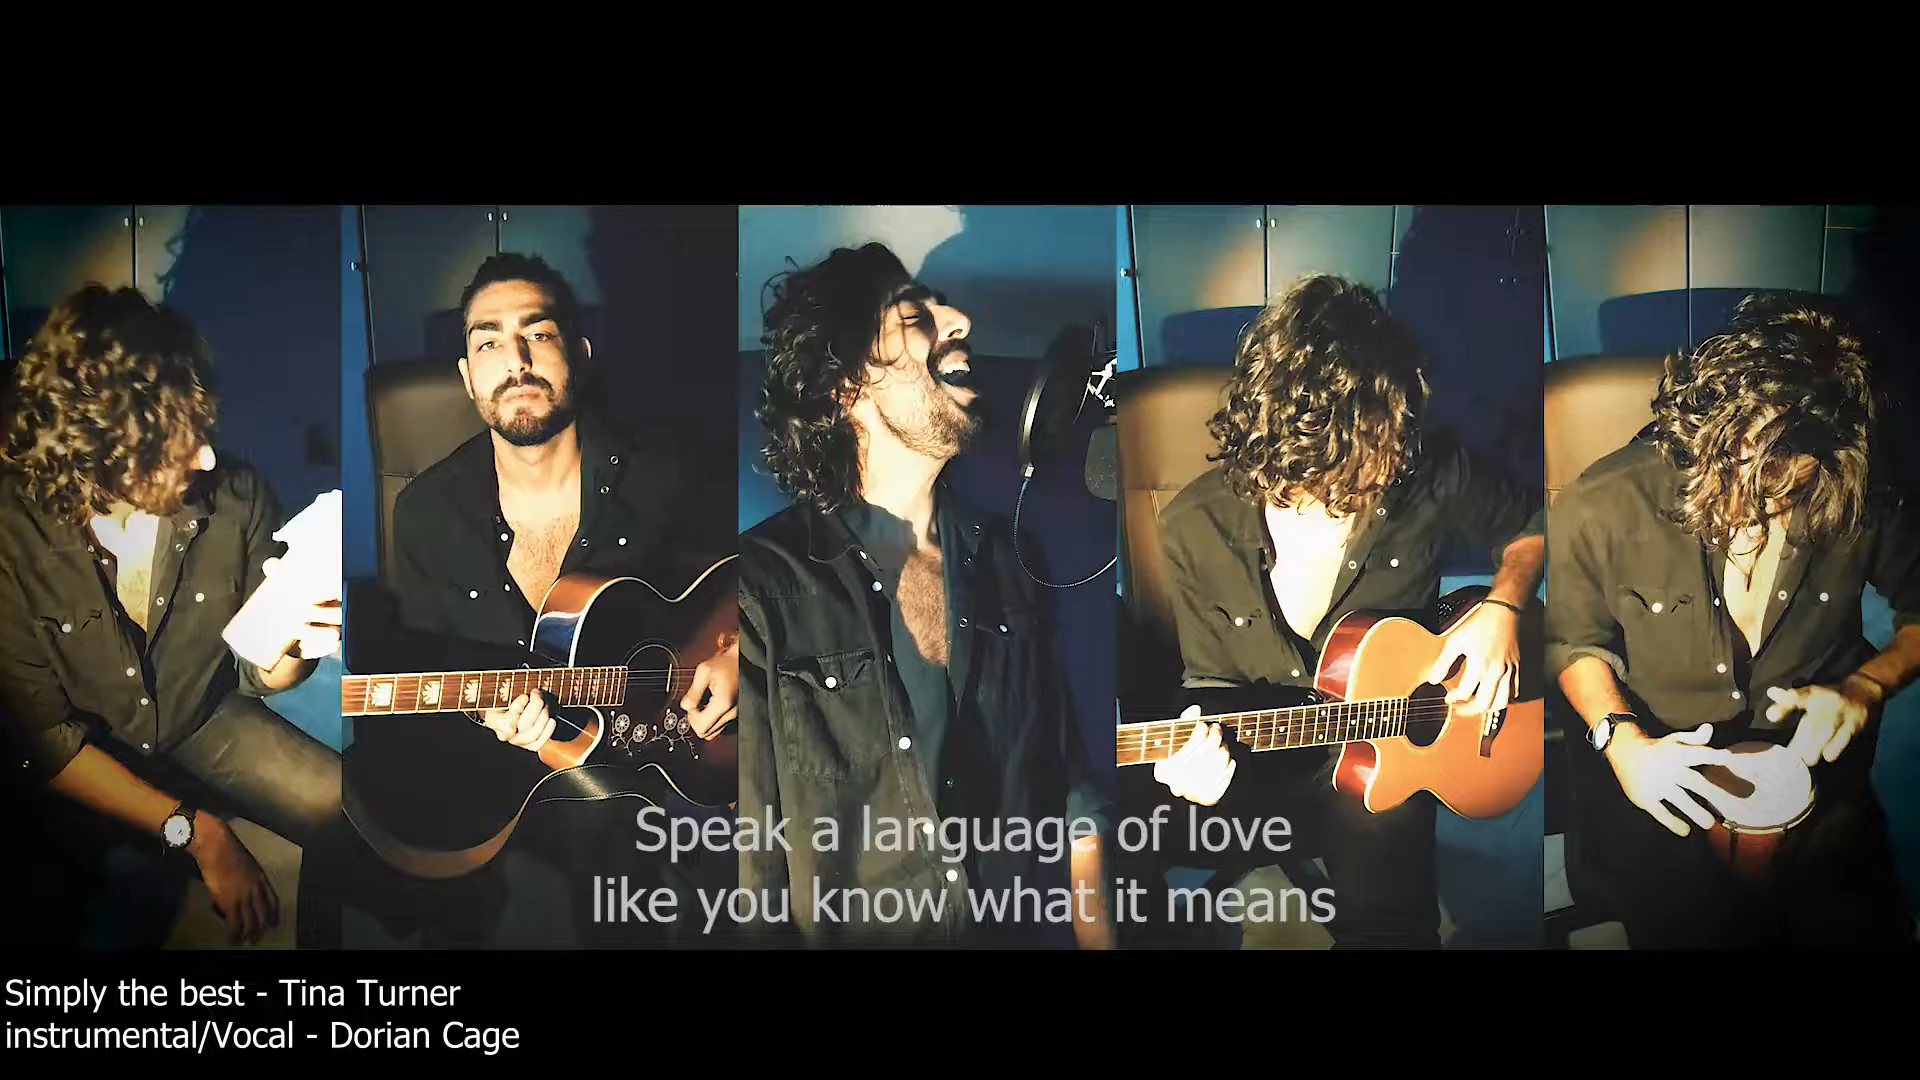 Speak a language of love
like you know what it means
Simply the best - Tina Turner
instrumental/Vocal - Dorian Cage